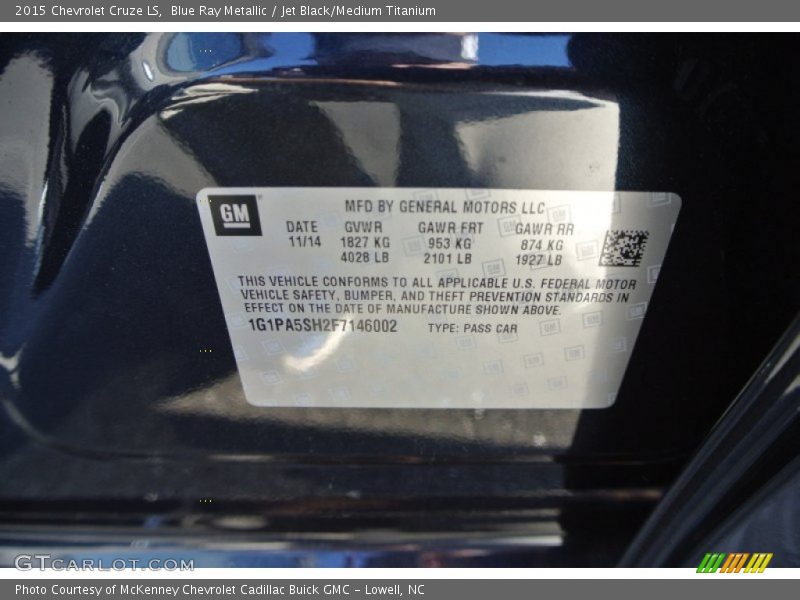 2015 Chevrolet Cruze LS, Blue Ray Metallic / Jet Black/Medium Titanium
GM
MFD BY GENERAL MOTORS LLC
DATE GVWR GAWR FRT GAWR RR
11/14 1827 KG 953 KG 874 KG
4028 LB 2101 LB 1927 LB
THIS VEHICLE CONFORMS TO ALL APPLICABLE U.S. FEDERAL MOTOR
VEHICLE SAFETY, BUMPER, AND THEFT PREVENTION STANDARDS IN
EFFECT ON THE DATE OF MANUFACTURE SHOWN ABOVE.
1G1PA5SH2F7146002 TYPE: PASS CAR
GTCARLOT.COM
Photo Courtesy of McKenney Chevrolet Cadillac Buick GMC - Lowell, NC